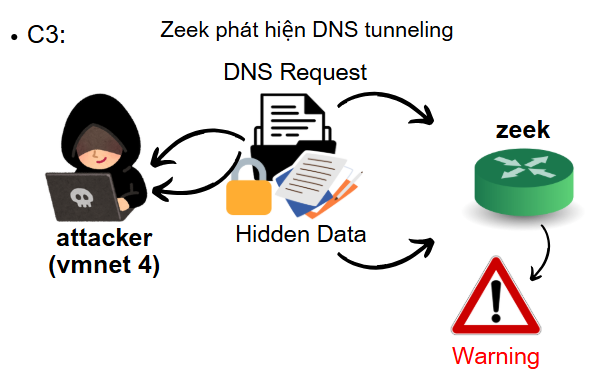 • C3:
Zeek phát hiện DNS tunneling
DNS Request
zeek
attacker
(vmnet 4)
Hidden Data
Warning